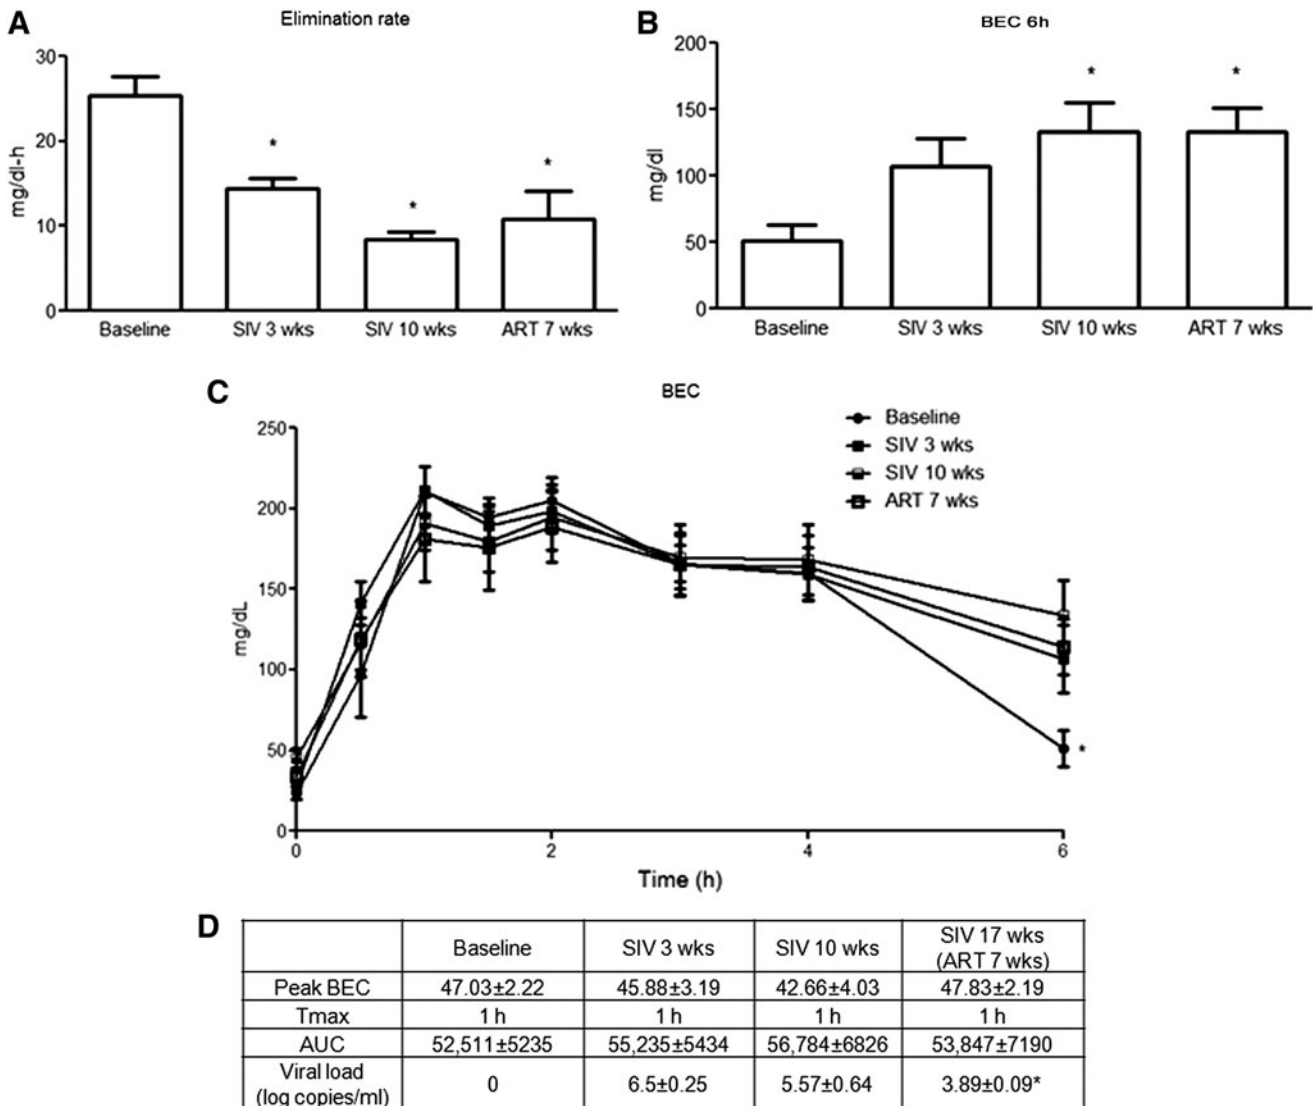 A
Elimination rate
30
20
10
0
mg/dl-h
*
*
*
Baseline
SIV 3 wks
SIV 10 wks
ART 7 wks
B
BEC 6h
200
150
100
50
0
mg/dl
*
*
Baseline
SIV 3 wks
SIV 10 wks
ART 7 wks
C
BEC
Baseline
SIV 3 wks
SIV 10 wks
ART 7 wks
250
200
150
100
50
0
mg/dL
*
0
2
4
6
Time (h)
D
Baseline
SIV 3 wks
SIV 10 wks
SIV 17 wks
(ART 7 wks)
Peak BEC 47.03±2.22 45.88±3.19 42.66±4.03 47.83±2.19
Tmax 1 h 1 h 1 h 1 h
AUC 52,511±5235 55,235±5434 56,784±6826 53,847±7190
Viral load
(log copies/ml)
0 6.5±0.25 5.57±0.64 3.89±0.09*